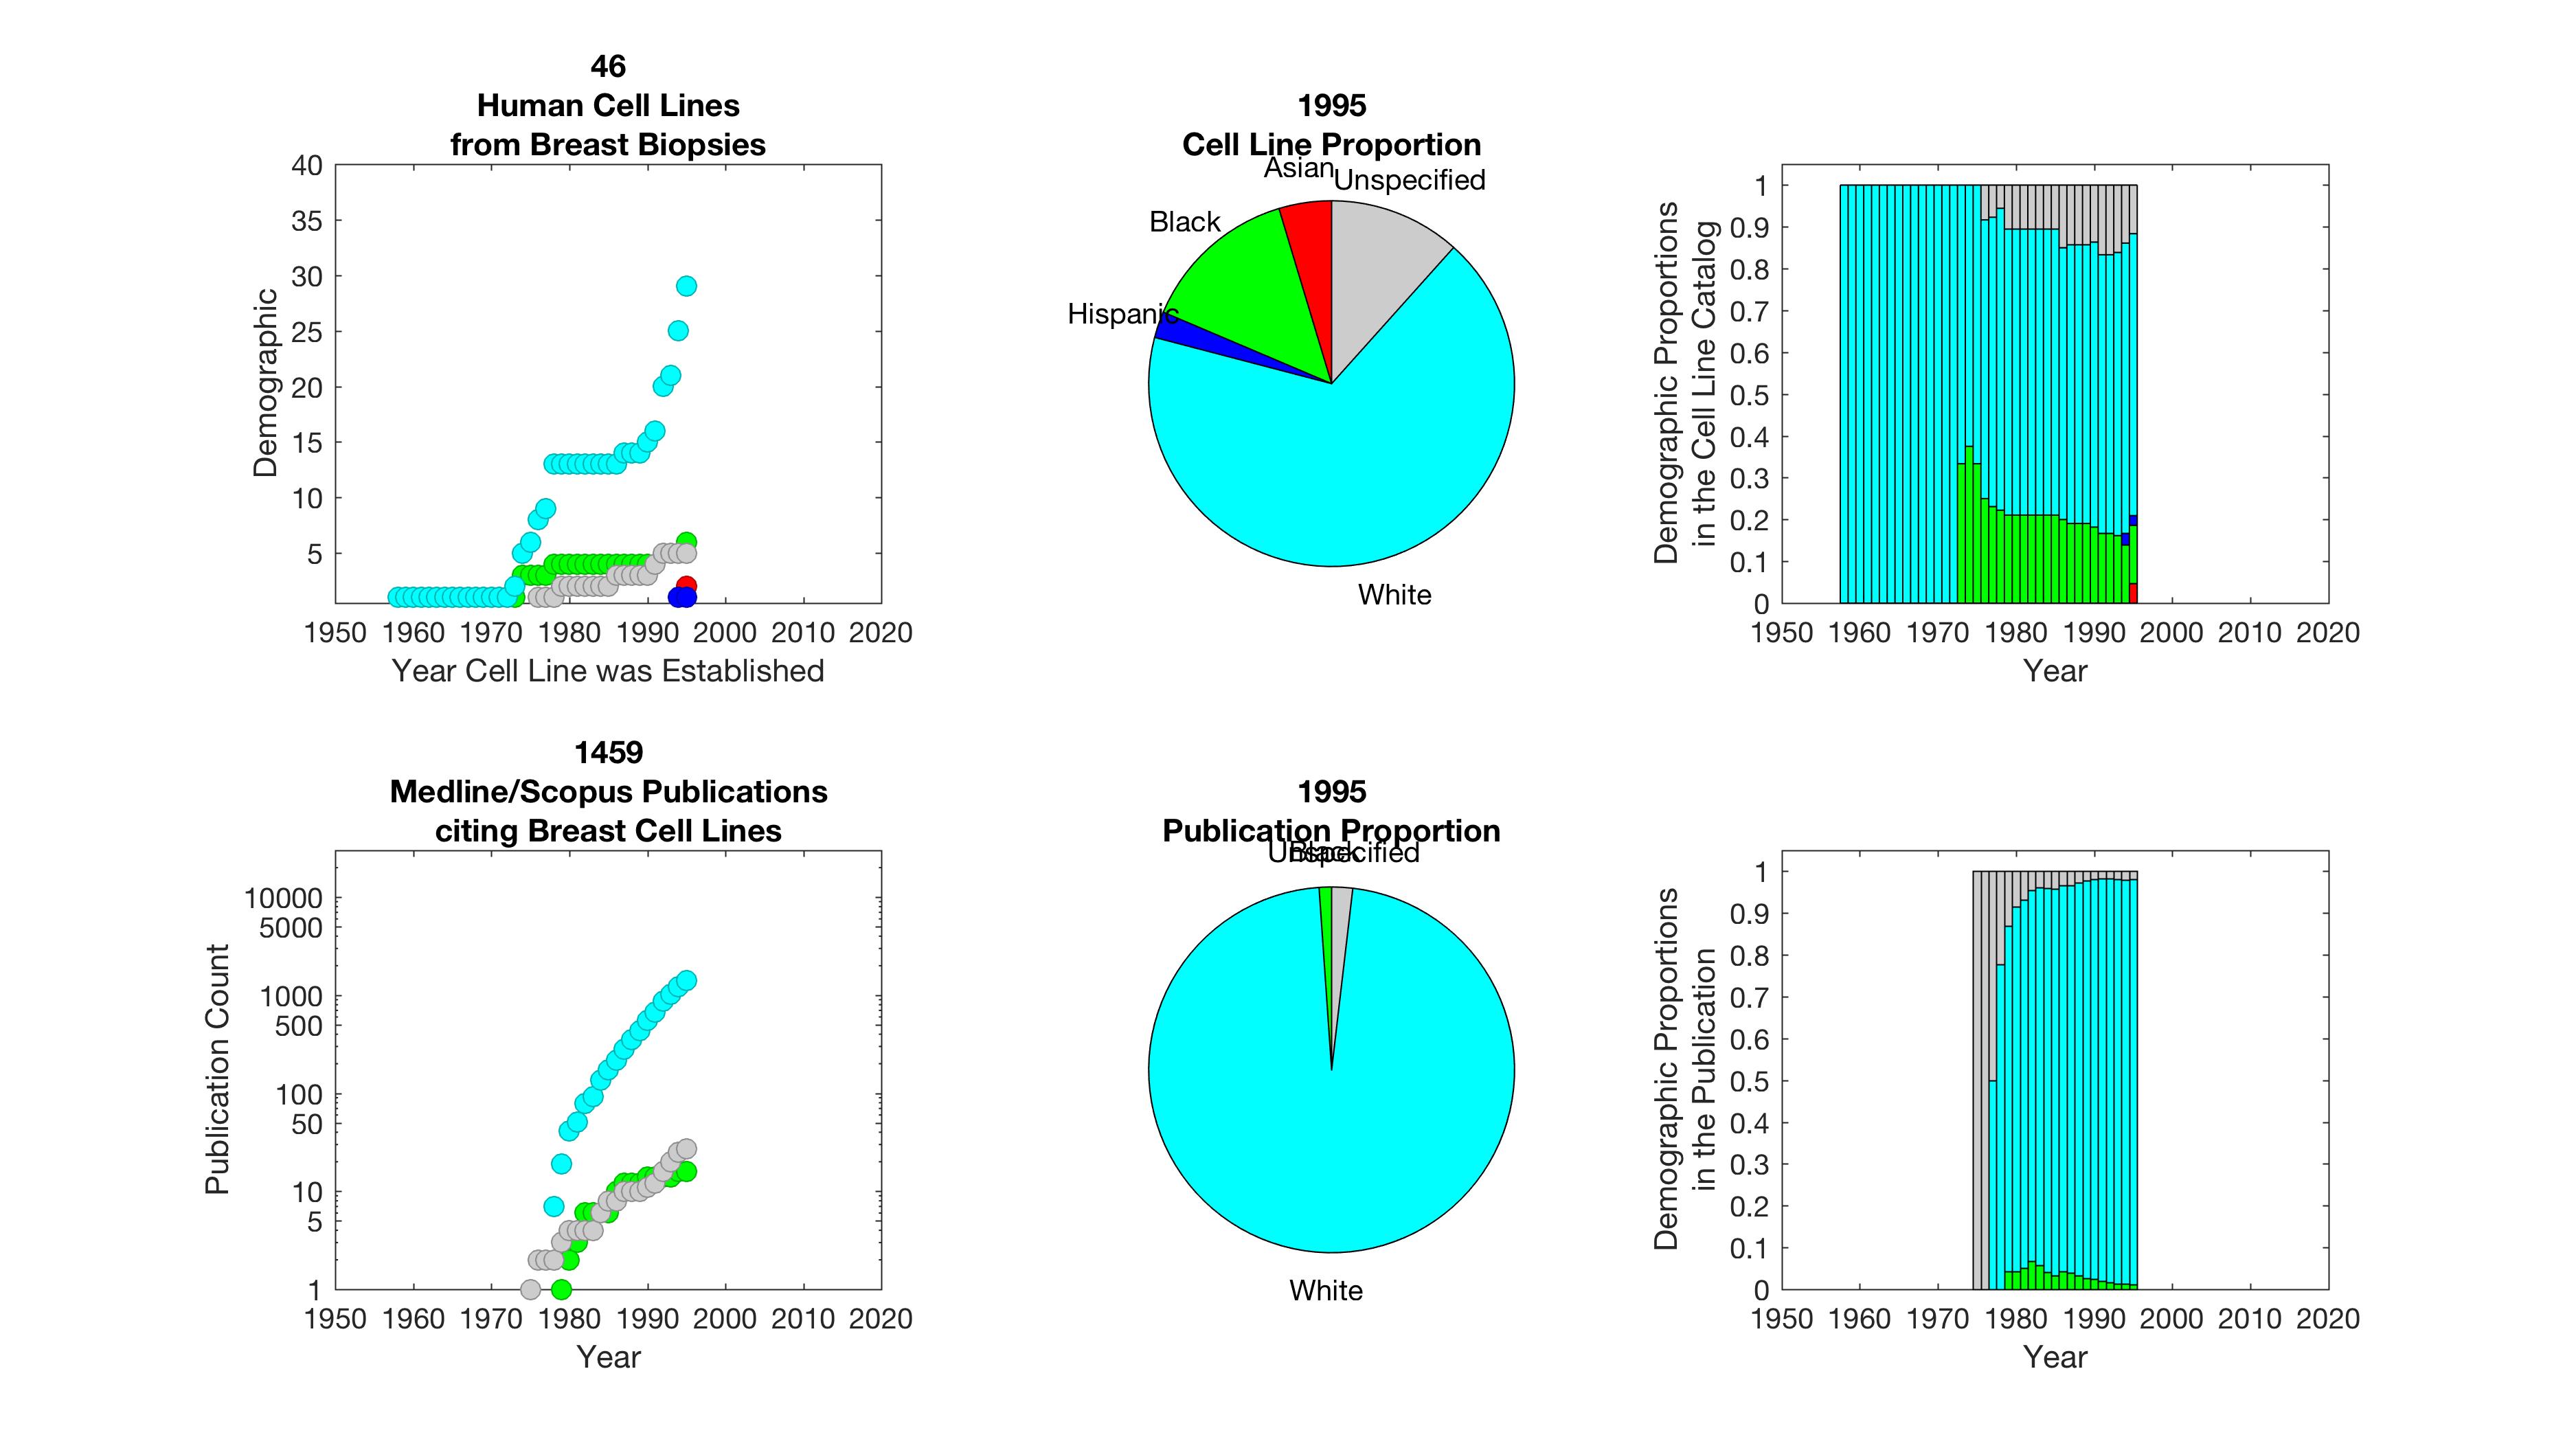 46
Human Cell Lines
from Breast Biopsies
40
35
30
25
20
15
10
5
Demographic
1950 1960 1970 1980 1990 2000 2010 2020
Year Cell Line was Established
1995
Cell Line Proportion
Asian
Unspecified
Black
Hispanic
White
1
0.9
0.8
0.7
0.6
0.5
0.4
0.3
0.2
0.1
0
Demographic Proportions
in the Cell Line Catalog
1950 1960 1970 1980 1990 2000 2010 2020
Year
1459
Medline/Scopus Publications
citing Breast Cell Lines
10000
5000
1000
500
100
50
10
5
1
Publication Count
1950 1960 1970 1980 1990 2000 2010 2020
Year
1995
Publication Proportion
Unspecified
Black
White
1
0.9
0.8
0.7
0.6
0.5
0.4
0.3
0.2
0.1
0
Demographic Proportions
in the Publication
1950 1960 1970 1980 1990 2000 2010 2020
Year